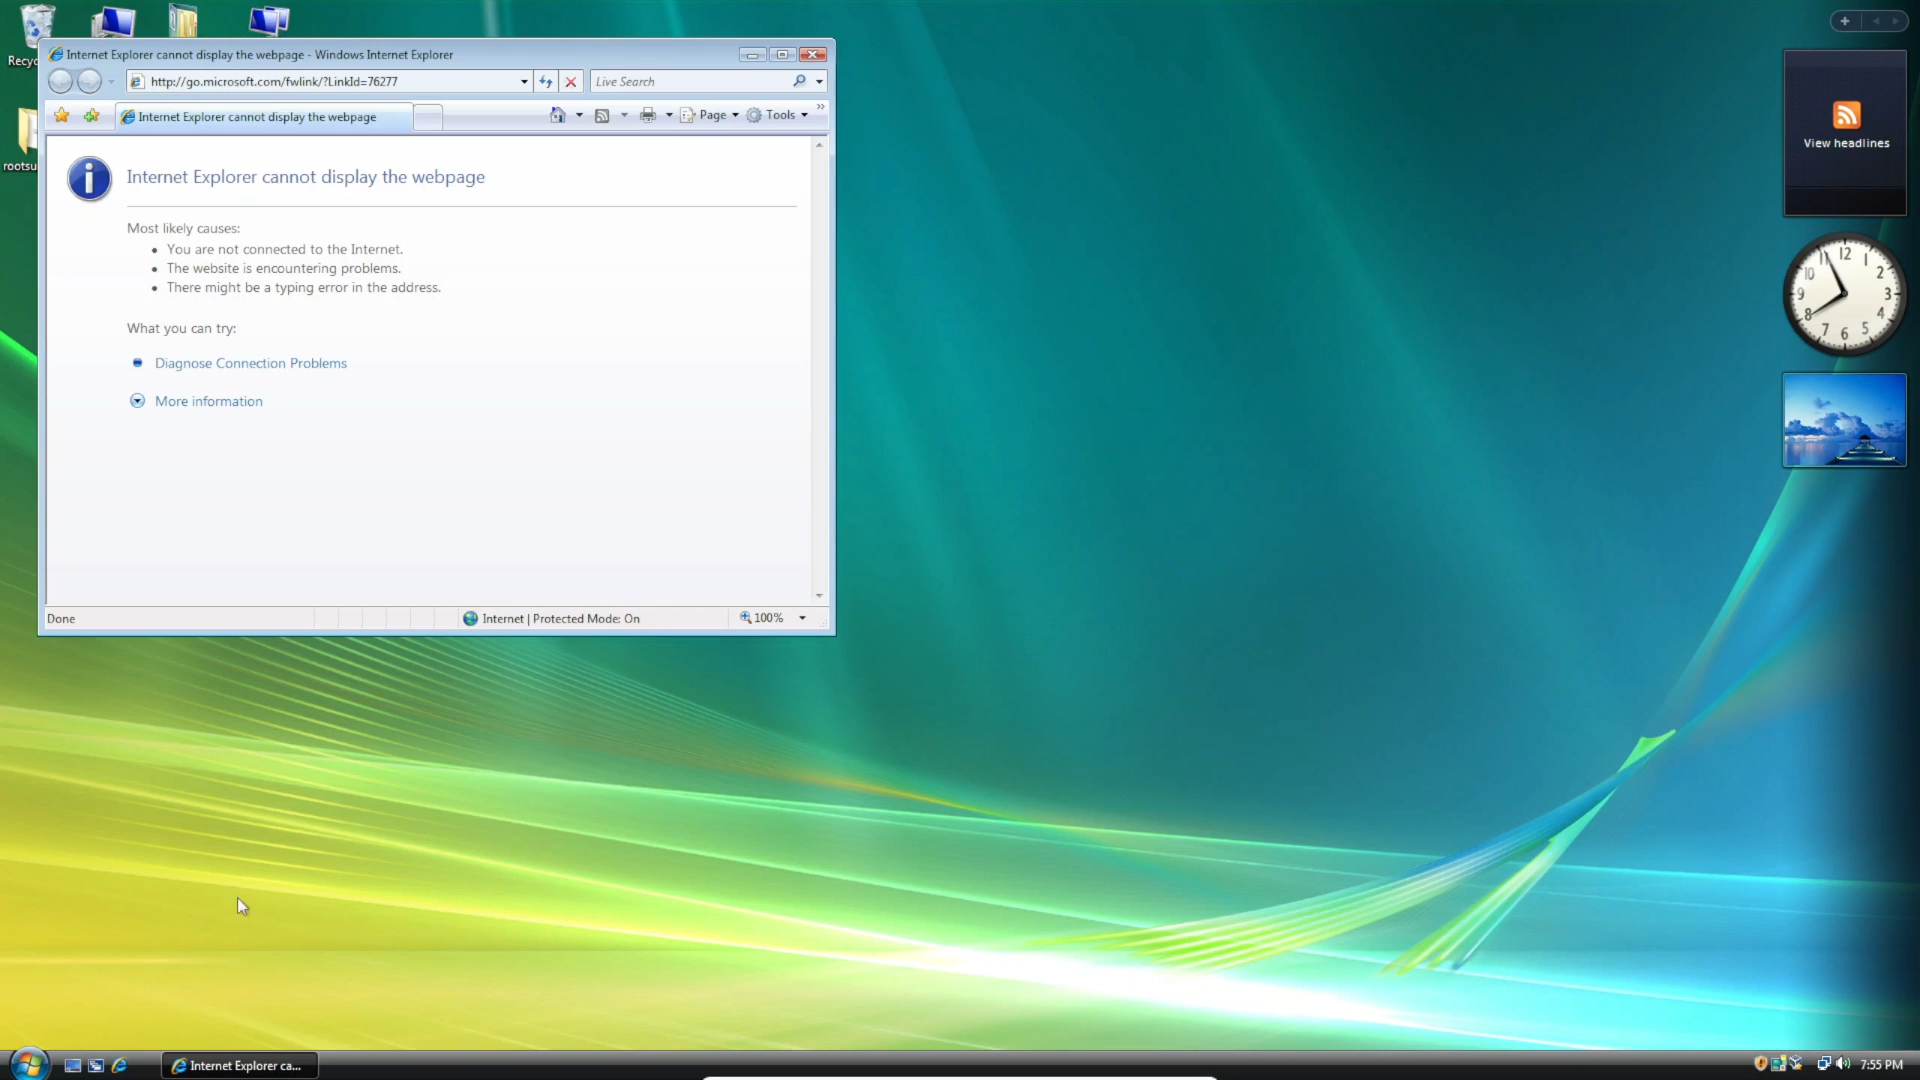 Recyc
rootsu
Internet Explorer cannot display the webpage - Windows Internet Explorer
http://go.microsoft.com/fwlink/?LinkId=76277
Live Search
Internet Explorer cannot display the webpage
Page
Tools
Internet Explorer cannot display the webpage
Most likely causes:
You are not connected to the Internet.
The website is encountering problems.
There might be a typing error in the address.
What you can try:
Diagnose Connection Problems
More information
Done
Internet | Protected Mode: On
100%
View headlines
12
1
2
3
4
5
6
7
8
9
10
11
Internet Explorer ca...
7:55 PM